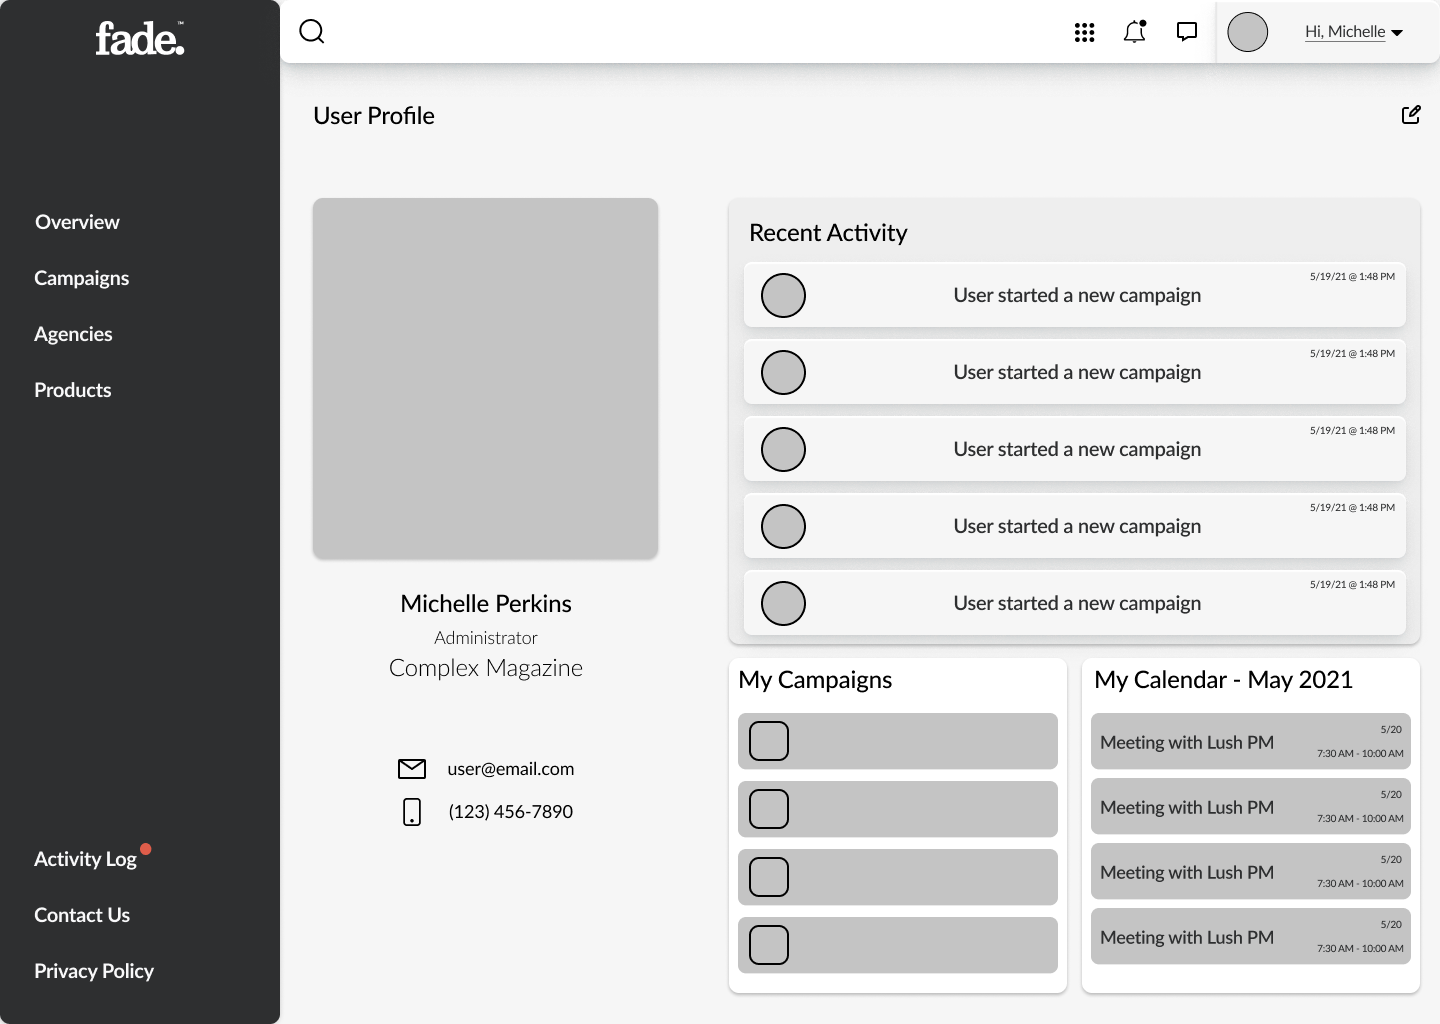 fade.™
Hi, Michelle
User Profile
Overview
Campaigns
Agencies
Products
Activity Log
Contact Us
Privacy Policy
Michelle Perkins
Administrator
Complex Magazine
user@email.com
(123) 456-7890
Recent Activity
5/19/21 @ 1:48 PM
User started a new campaign
5/19/21 @ 1:48 PM
User started a new campaign
5/19/21 @ 1:48 PM
User started a new campaign
5/19/21 @ 1:48 PM
User started a new campaign
5/19/21 @ 1:48 PM
User started a new campaign
My Campaigns
My Calendar - May 2021
5/20
Meeting with Lush PM
7:30 AM - 10:00 AM
5/20
Meeting with Lush PM
7:30 AM - 10:00 AM
5/20
Meeting with Lush PM
7:30 AM - 10:00 AM
5/20
Meeting with Lush PM
7:30 AM - 10:00 AM